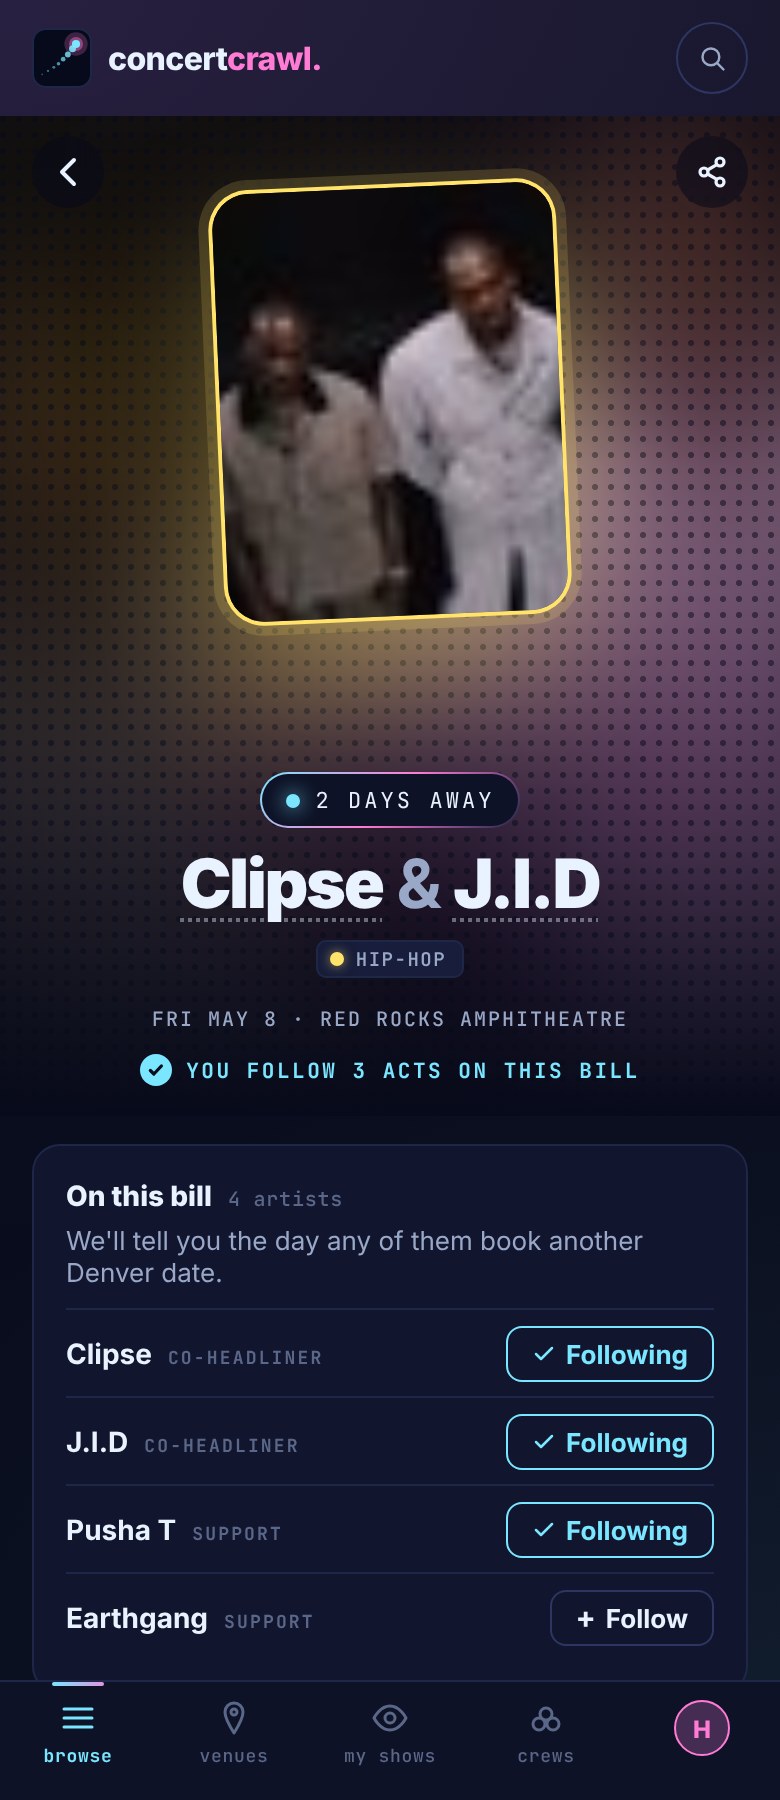 concertcrawl.
2 DAYS AWAY
Clipse & J.I.D
HIP-HOP
FRI MAY 8 · RED ROCKS AMPHITHEATRE
YOU FOLLOW 3 ACTS ON THIS BILL
On this bill 4 artists
We'll tell you the day any of them book another
Denver date.
Clipse CO-HEADLINER Following
J.I.D CO-HEADLINER Following
Pusha T SUPPORT Following
Earthgang SUPPORT + Follow
browse venues my shows crews H